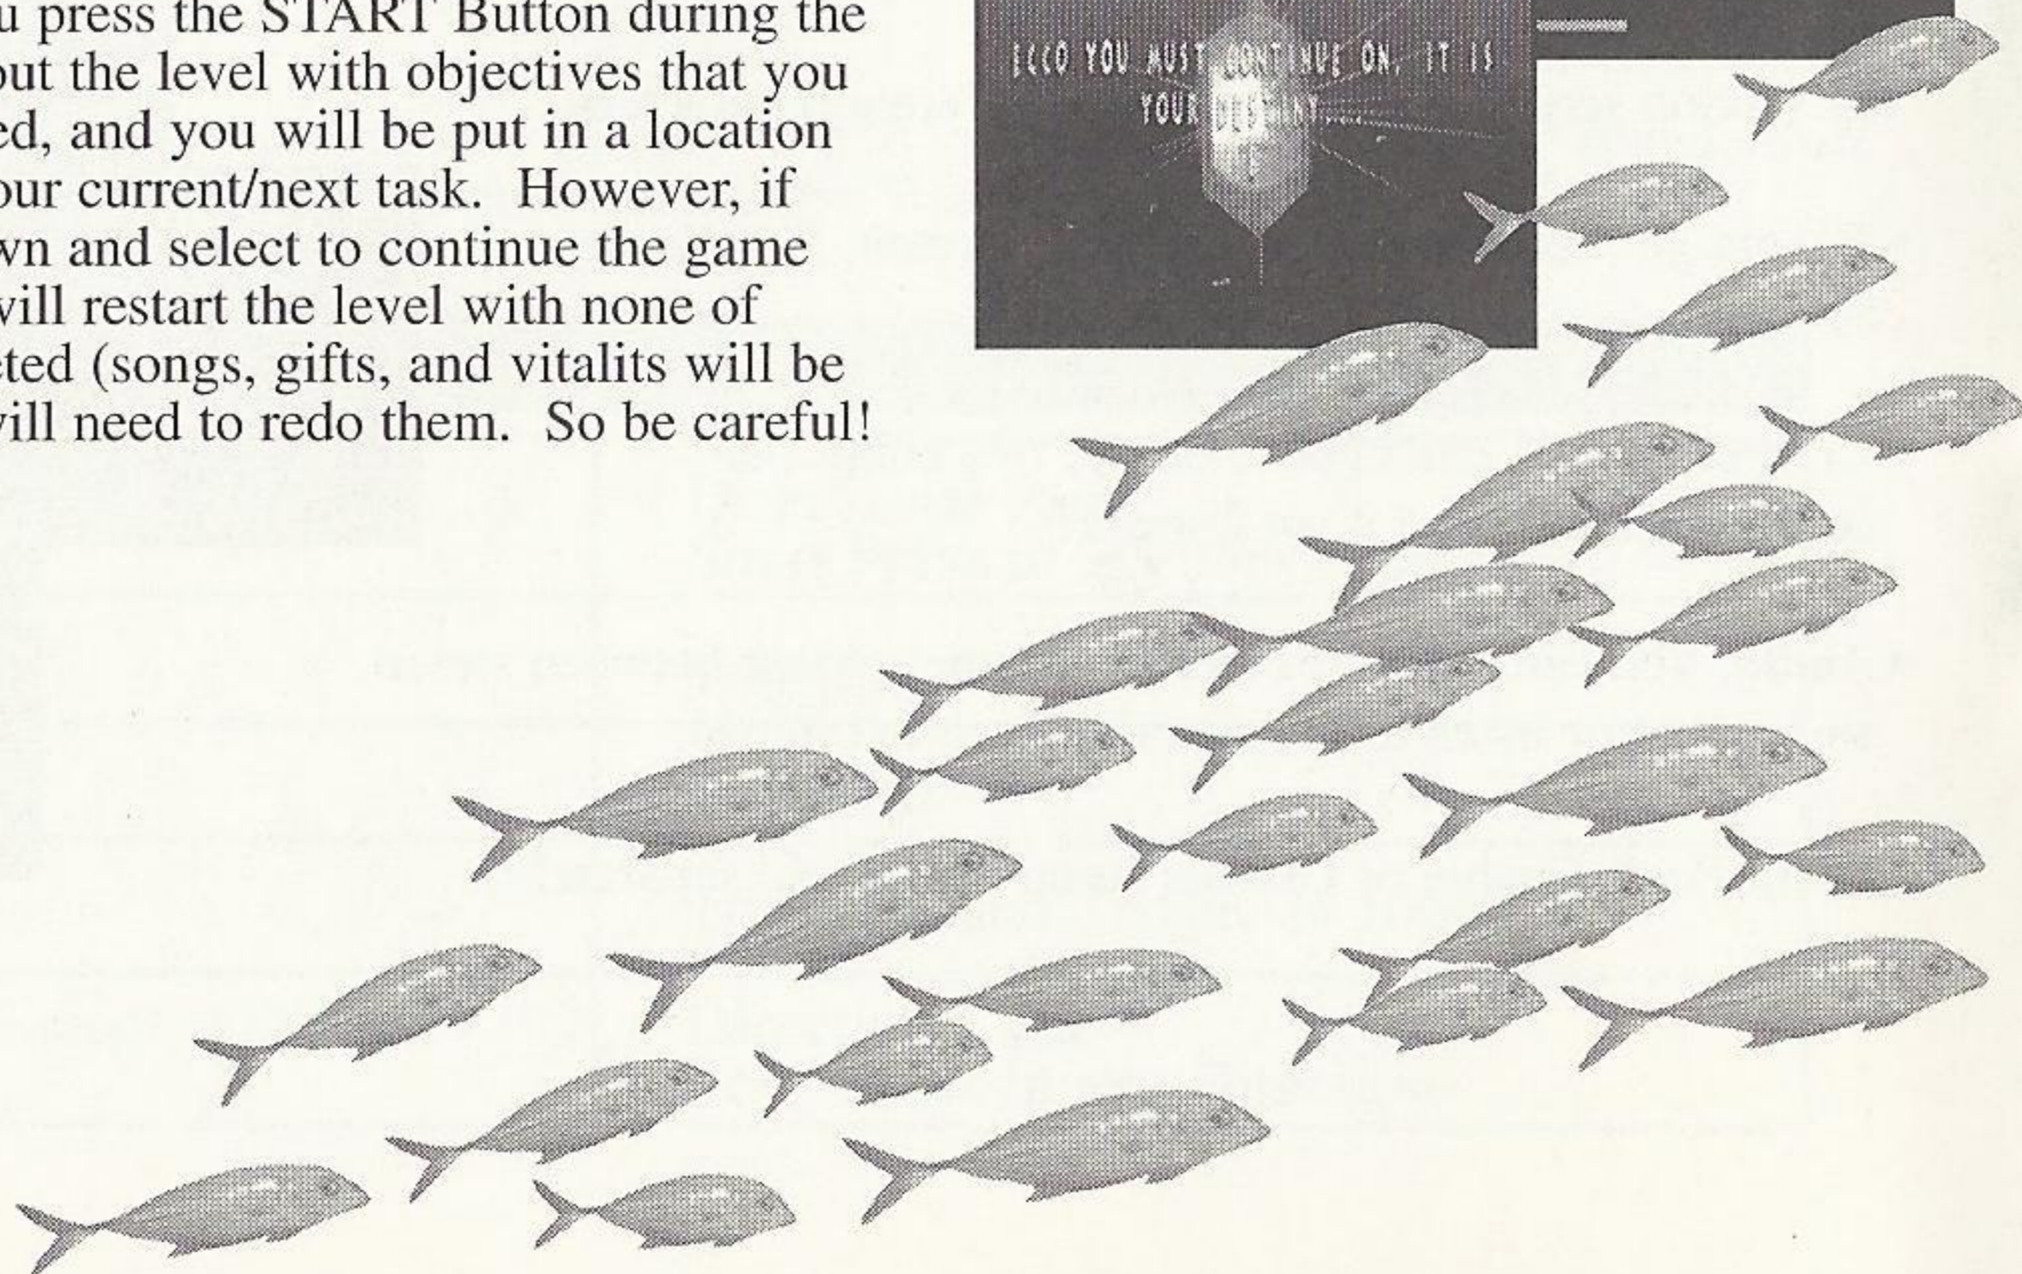 u press the START Button during the
out the level with objectives that you
ed, and you will be put in a location
our current/next task. However, if
wn and select to continue the game
will restart the level with none of
eted (songs, gifts, and vitalits will be
will need to redo them. So be careful!
ECCO YOU MUST CONTINUE ON, IT IS
YOUR DESTINY......